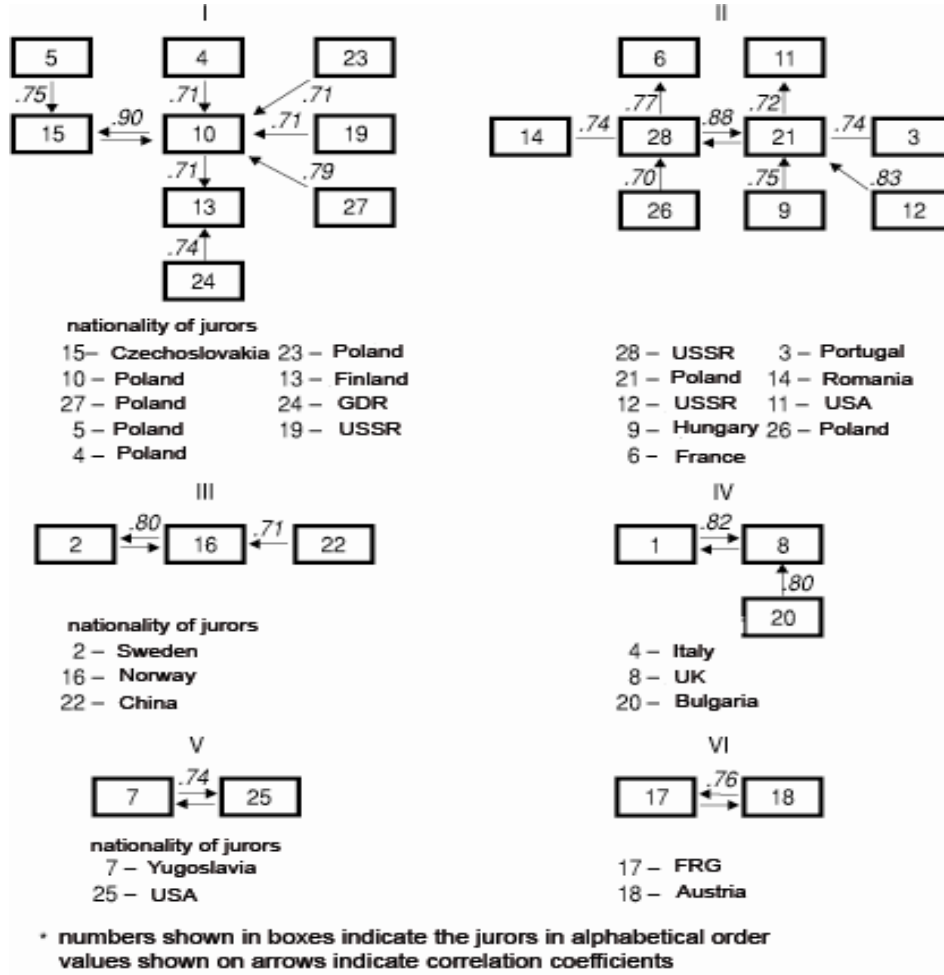 I
II
5
4
23
6
11
.75
.71
.71
.77
.72
15
.90
10
.71
19
14
.74
28
.88
21
.74
3
.71
.79
.70
.75
.83
13
27
26
9
12
.74
24
nationality of jurors
15– Czechoslovakia 23 – Poland
10 – Poland 13 – Finland
27 – Poland 24 – GDR
5 – Poland 19 – USSR
4 – Poland
28 – USSR 3 – Portugal
21 – Poland 14 – Romania
12 – USSR 11 – USA
9 – Hungary 26 – Poland
6 – France
III
IV
2
.80
16
.71
22
1
.82
8
.80
20
nationality of jurors
2 – Sweden
16 – Norway
22 – China
4 – Italy
8 – UK
20 – Bulgaria
V
VI
7
.74
25
17
.76
18
nationality of jurors
7 – Yugoslavia
25 – USA
17 – FRG
18 – Austria
* numbers shown in boxes indicate the jurors in alphabetical order
values shown on arrows indicate correlation coefficients